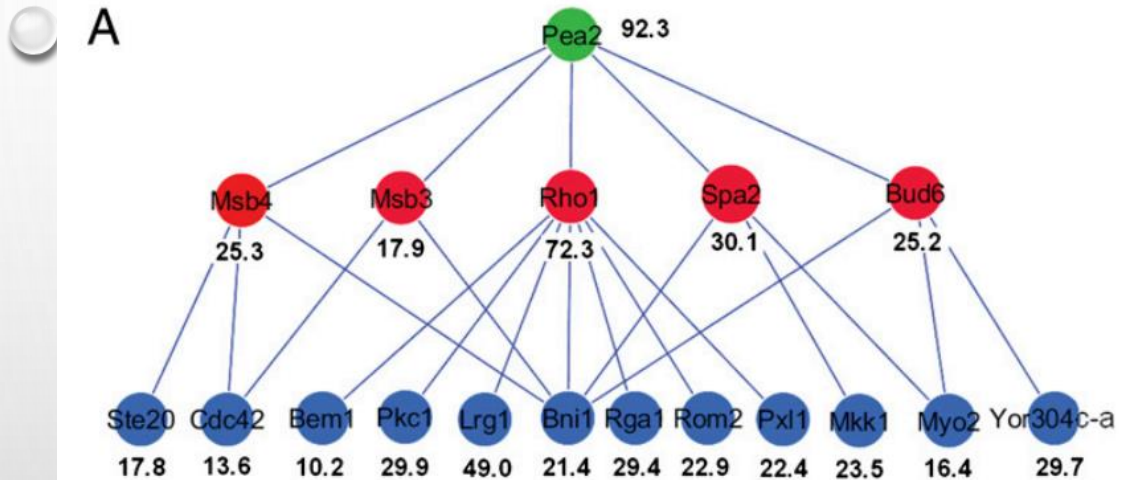 A
Pea2 92.3
Msb4 Msb3 Rho1 Spa2 Bud6
25.3 17.9 72.3 30.1 25.2
Ste20 Cdc42 Bem1 Pkc1 Lrg1 Bni1 Rga1 Rom2 Pxl1 Mkk1 Myo2 Yor304c-a
17.8 13.6 10.2 29.9 49.0 21.4 29.4 22.9 22.4 23.5 16.4 29.7